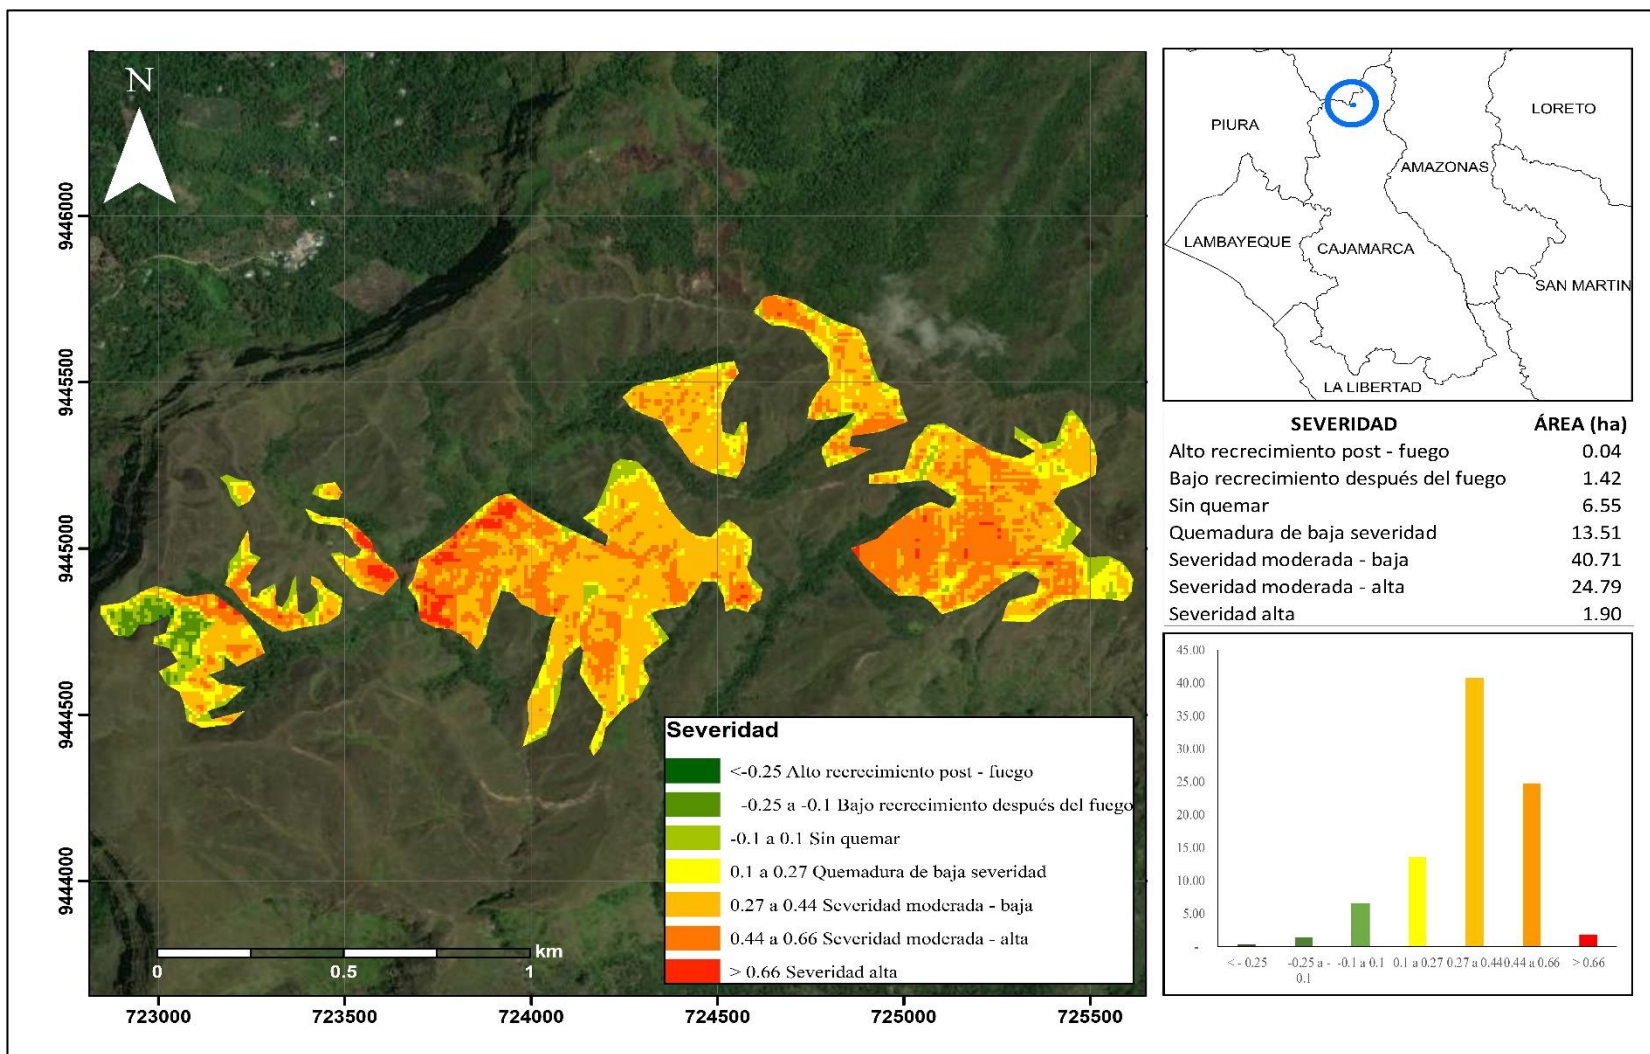 N
9446000
9445500
9445000
9444500
9444000
723000
723500
724000
724500
725000
725500
0
0.5
1
km
Severidad
<-0.25 Alto recrecimiento post - fuego
-0.25 a -0.1 Bajo recrecimiento después del fuego
-0.1 a 0.1 Sin quemar
0.1 a 0.27 Quemadura de baja severidad
0.27 a 0.44 Severidad moderada - baja
0.44 a 0.66 Severidad moderada - alta
> 0.66 Severidad alta
PIURA
LORETO
AMAZONAS
LAMBAYEQUE
CAJAMARCA
SAN MARTIN
LA LIBERTAD
SEVERIDAD ÁREA (ha)
Alto recrecimiento post - fuego 0.04
Bajo recrecimiento después del fuego 1.42
Sin quemar 6.55
Quemadura de baja severidad 13.51
Severidad moderada - baja 40.71
Severidad moderada - alta 24.79
Severidad alta 1.90
45.00
40.00
35.00
30.00
25.00
20.00
15.00
10.00
5.00
-
< - 0.25
-0.25 a -
0.1
-0.1 a 0.1
0.1 a 0.27
0.27 a 0.44
0.44 a 0.66
> 0.66